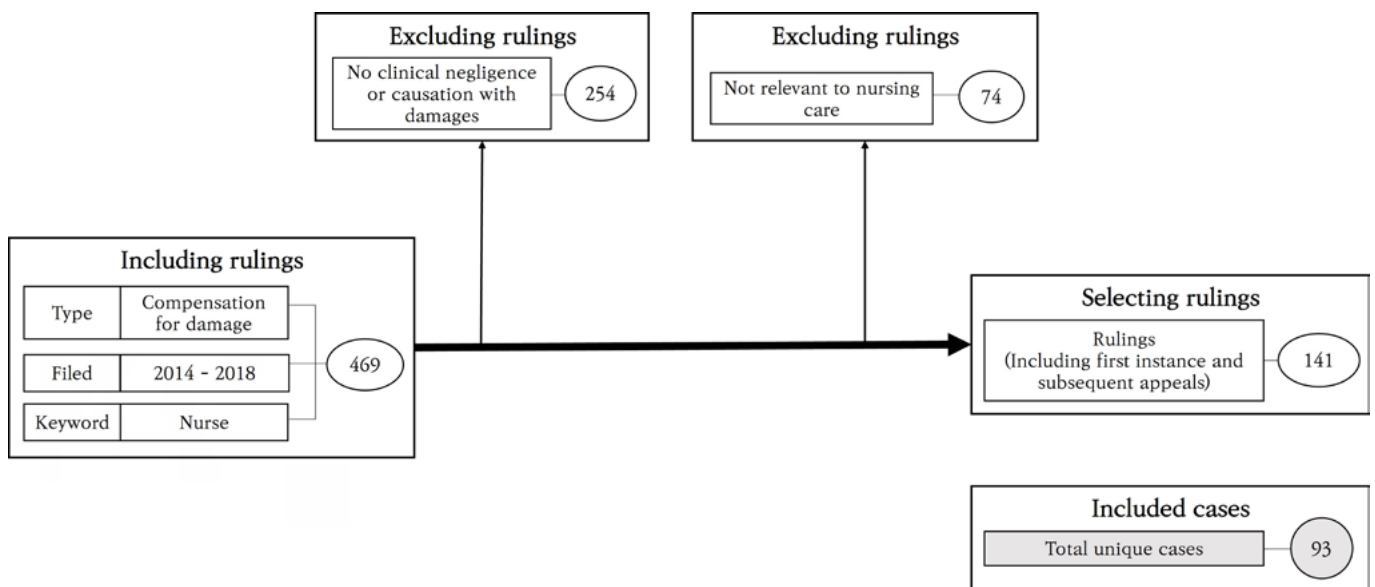 Excluding rulings
No clinical negligence
or causation with
damages
254
Excluding rulings
Not relevant to nursing
care
74
Including rulings
Type
Compensation
for damage
Filed
2014 - 2018
Keyword
Nurse
469
Selecting rulings
Rulings
(Including first instance and
subsequent appeals)
141
Included cases
Total unique cases
93